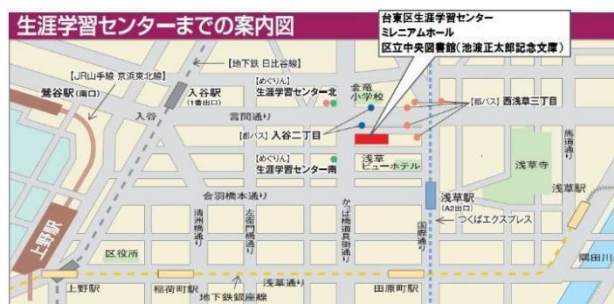 生涯学習センターまでの案内図
台東区生涯学習センター
ミレニアムホール
区立中央図書館(池波正太郎記念文庫)
【地下鉄 日比谷線】
【JR山手線 京浜東北線】
鶯谷駅(南口)
入谷駅
(1番出口)
【めぐりん】
生涯学習センター北
金竜
小学校
【都バス】西浅草三丁目
入谷
言問通り
【都バス】入谷二丁目
馬道通り
【めぐりん】
生涯学習センター南
浅草
ビューホテル
浅草寺
合羽橋本通り
浅草駅
(A2出口)
浅草駅
つくばエクスプレス
上野駅
清洲橋通り
左衛門橋通り
かっぱ橋道具街通り
国際通り
区役所
隅田川
上野駅
稲荷町駅
浅草通り
田原町駅
地下鉄銀座線